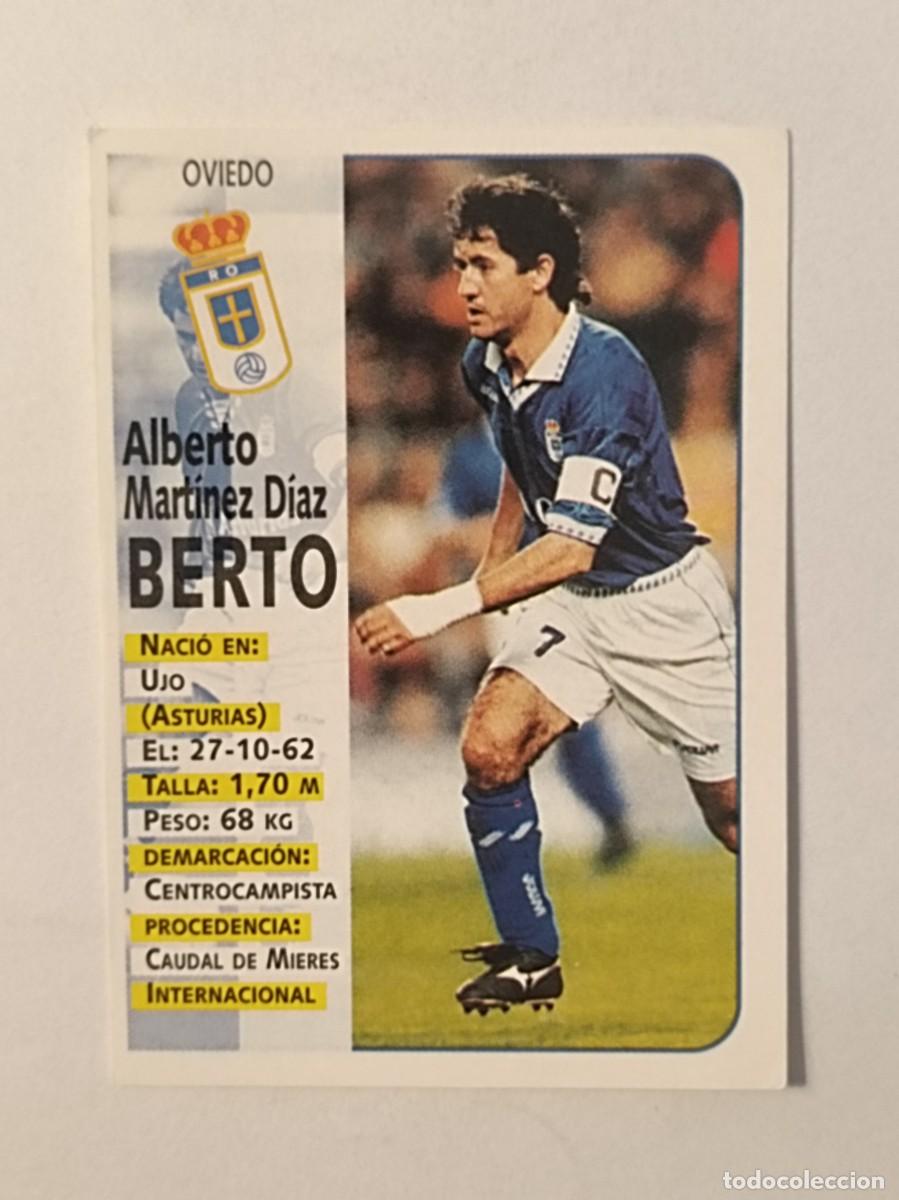 OVIEDO
RO
Alberto
Martínez Díaz
BERTO
NACIÓ EN:
UJO
(ASTURIAS)
EL: 27-10-62
TALLA: 1,70 M
PESO: 68 KG
DEMARCACIÓN:
CENTROCAMPISTA
PROCEDENCIA:
CAUDAL DE MIERES
INTERNACIONAL
C
7
todocoleccion